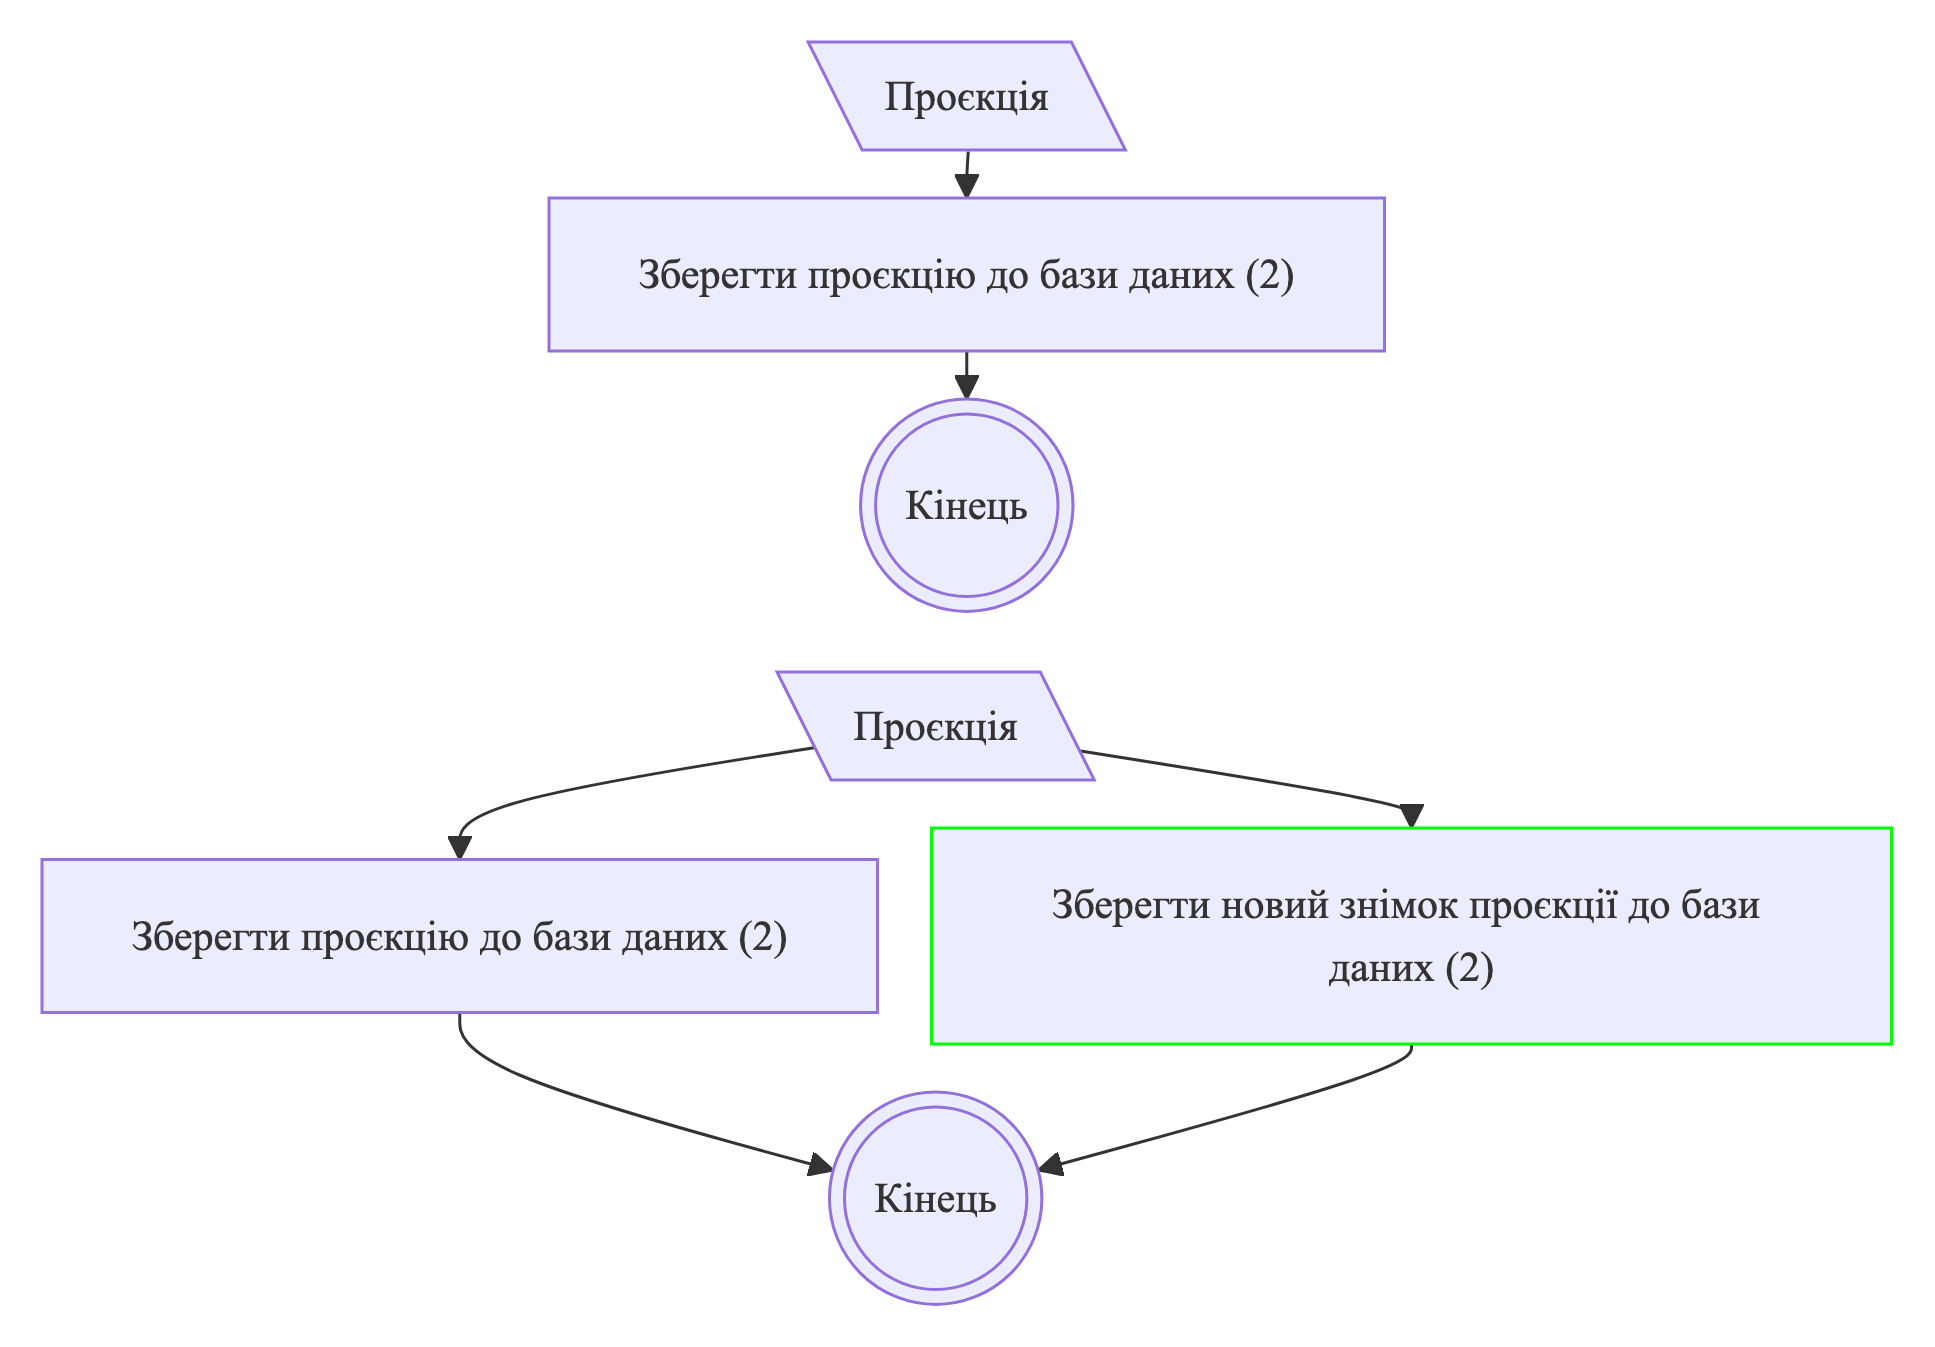 Проєкція
Зберегти проєкцію до бази даних (2)
Кінець
Проєкція
Зберегти проєкцію до бази даних (2)
Зберегти новий знімок проєкції до бази
даних (2)
Кінець